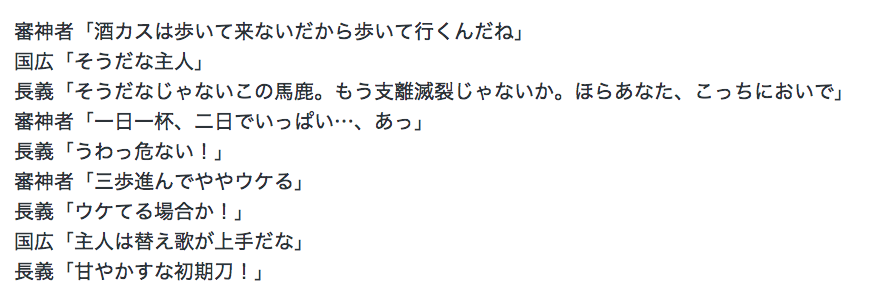 審神者「酒カスは歩いて来ないだから歩いて行くんだね」
国広「そうだな主人」
長義「そうだなじゃないこの馬鹿。もう支離滅裂じゃないか。ほらあなた、こっちにおいで」
審神者「一日一杯、二日でいっぱい…、あっ」
長義「うわっ危ない！」
審神者「三歩進んでややウケる」
長義「ウケてる場合か！」
国広「主人は替え歌が上手だな」
長義「甘やかすな初期刀！」